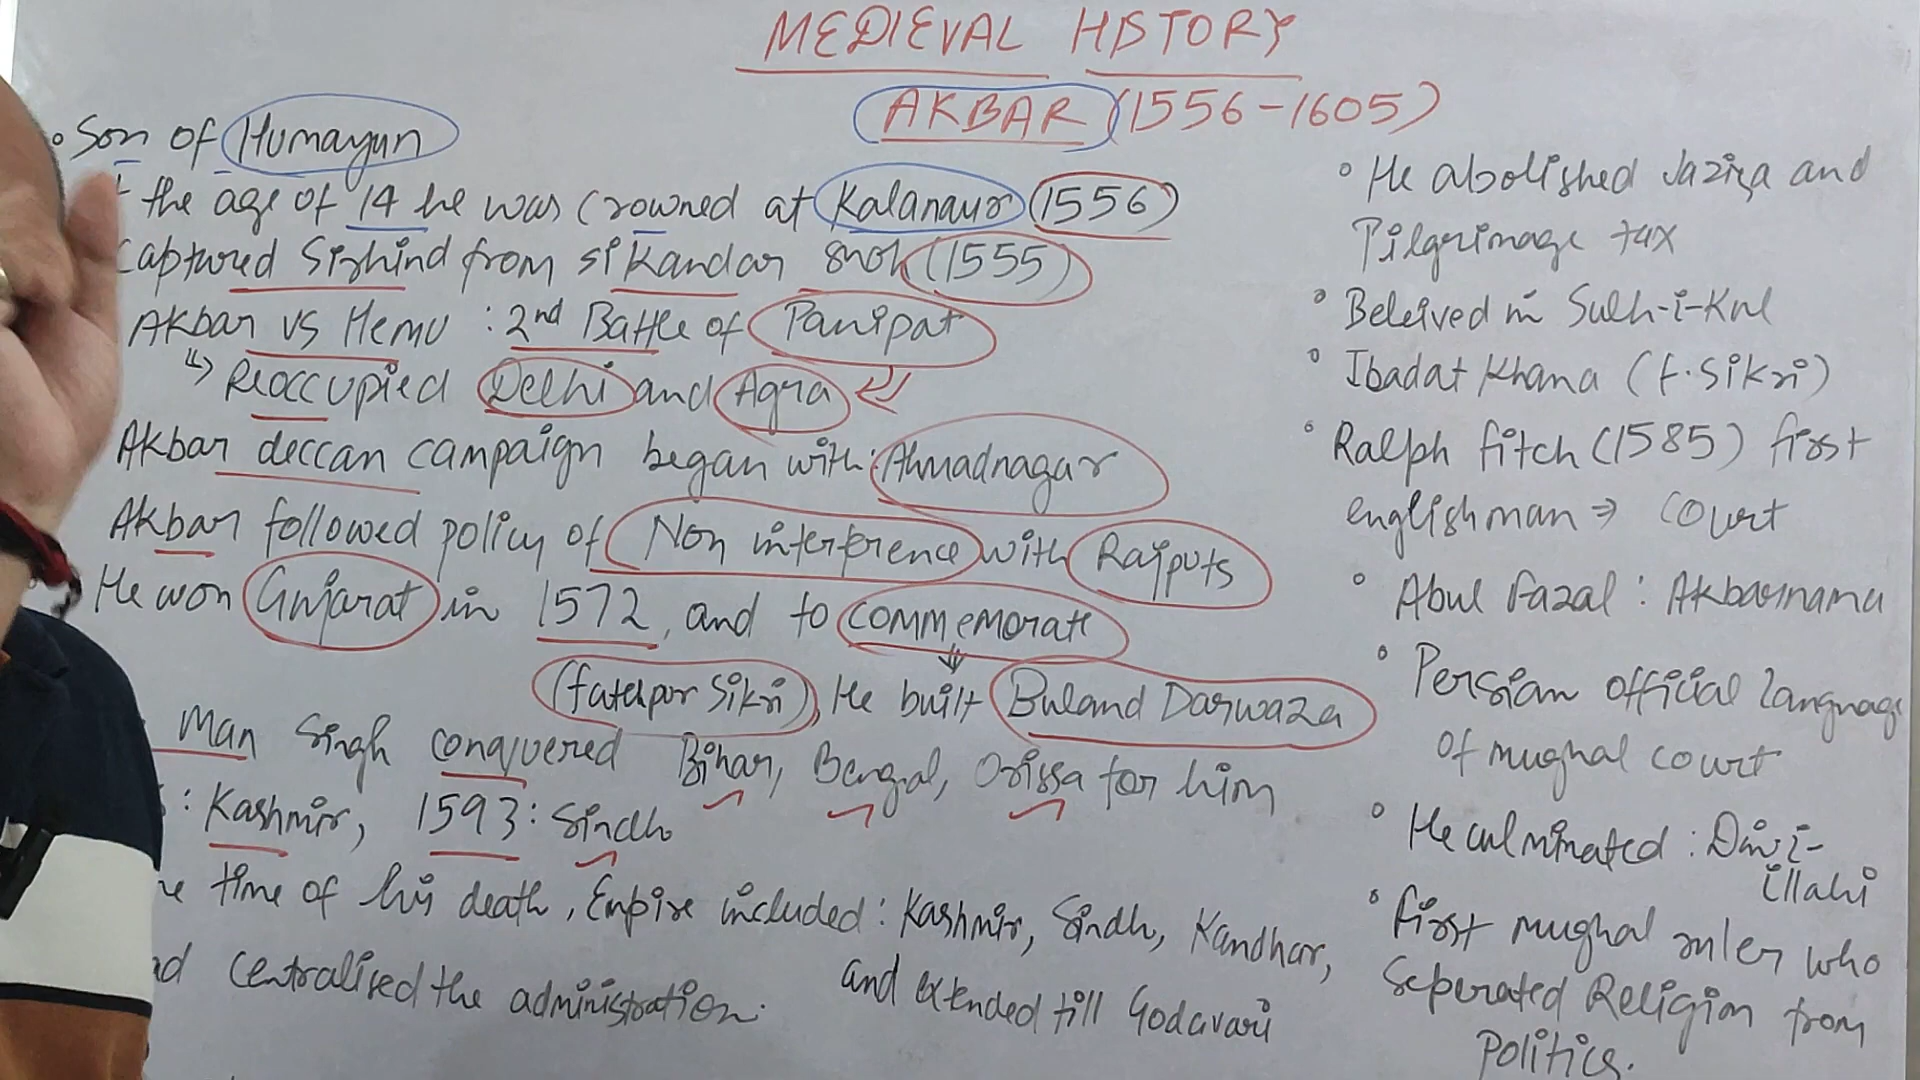 MEDIEVAL HISTORY
AKBAR (1556-1605)
Son of Humayun
the age of 14 he was crowned at Kalanaur (1556)
captured Sirhind from Sikandar (1555)
Akbar vs Hemu : 2nd Battle of Panipat
Reoccupied Delhi and Agra
Akbar deccan campaign began with: Ahmadnagar
Akbar followed policy of Non interference with Rajputs
He won Gujarat in 1572, and to commemorate
(fatehpur Sikri), He built Buland Darwaza
Man Singh conquered Bihar, Bengal, Orissa for him
: Kashmir, 1593: Sindh
time of his death, Empire included: Kashmir, Sindh, Kandhar,
and extended till Godavari
centralised the administration.
He abolished Jaziya and
Pilgrimage tax
Beleived in Sulh-i-Kul
Ibadat Khana (f. Sikri)
Ralph fitch (1585) first
englishman ⇒ court
Abul Fazal: Akbarnama
Persian official language
of mughal court
He culminated: Din-i-
illahi
first mughal ruler who
Seperated Religion from
Politics.